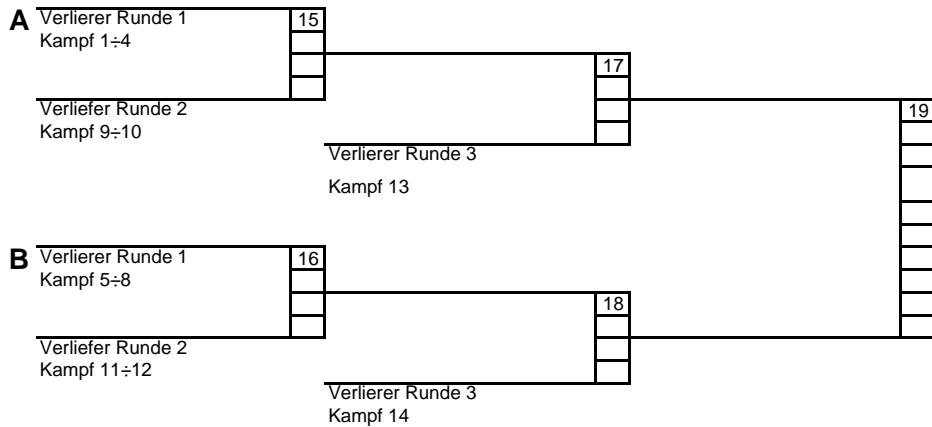 A Verlierer Runde 1 15
Kampf 1÷4
17
Verliefer Runde 2 19
Kampf 9÷10
Verlierer Runde 3
Kampf 13
B Verlierer Runde 1 16
Kampf 5÷8
18
Verliefer Runde 2
Kampf 11÷12
Verlierer Runde 3
Kampf 14